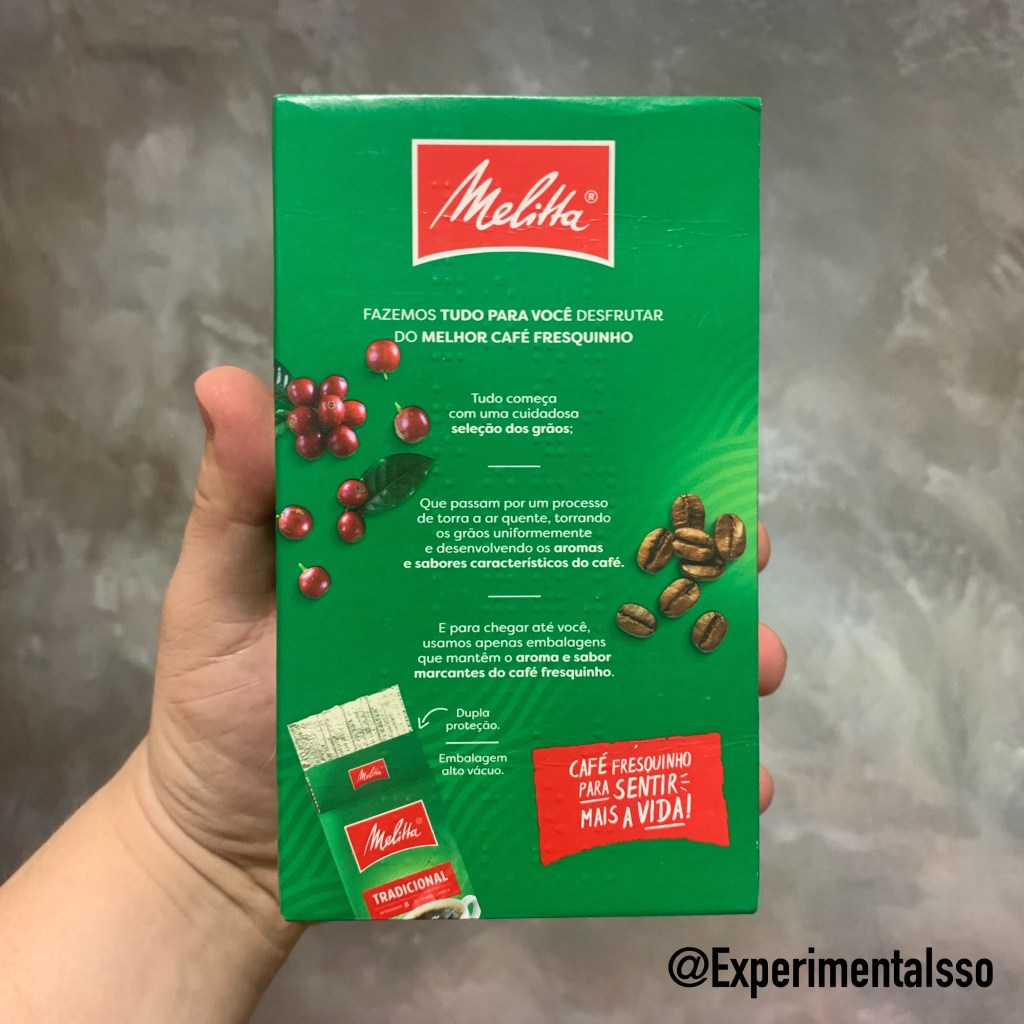 Melitta®
FAZEMOS TUDO PARA VOCÊ DESFRUTAR
DO MELHOR CAFÉ FRESQUINHO
Tudo começa
com uma cuidadosa
seleção dos grãos;
Que passam por um processo
de torra a ar quente, torrando
os grãos uniformemente
e desenvolvendo os aromas
e sabores característicos do café.
E para chegar até você,
usamos apenas embalagens
que mantêm o aroma e sabor
marcantes do café fresquinho.
Dupla
proteção.
Embalagem
alto vácuo.
Melitta
Melitta
TRADICIONAL
CAFÉ FRESQUINHO
PARA SENTIR
MAIS A VIDA!
@ExperimentaIsso